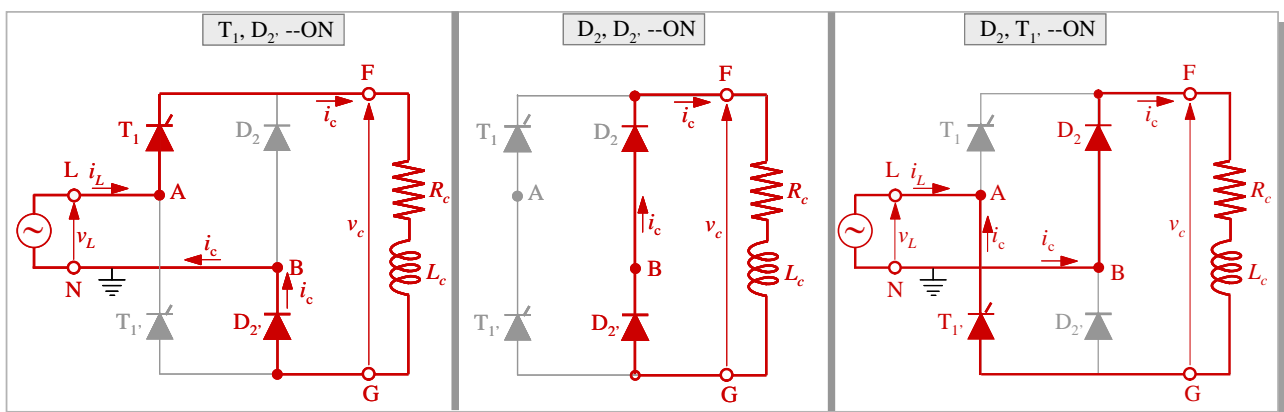 T1, D2' --ON
F
ic
T1
D2
L
iL
A
Rc
vc
vL
ic
B
N
ic
Lc
T1'
D2'
G
D2, D2' --ON
F
ic
T1
D2
A
Rc
ic
vc
B
Lc
T1'
D2'
G
D2, T1' --ON
F
ic
T1
D2
L
iL
A
Rc
vc
vL
ic
ic
B
N
Lc
T1'
D2'
G